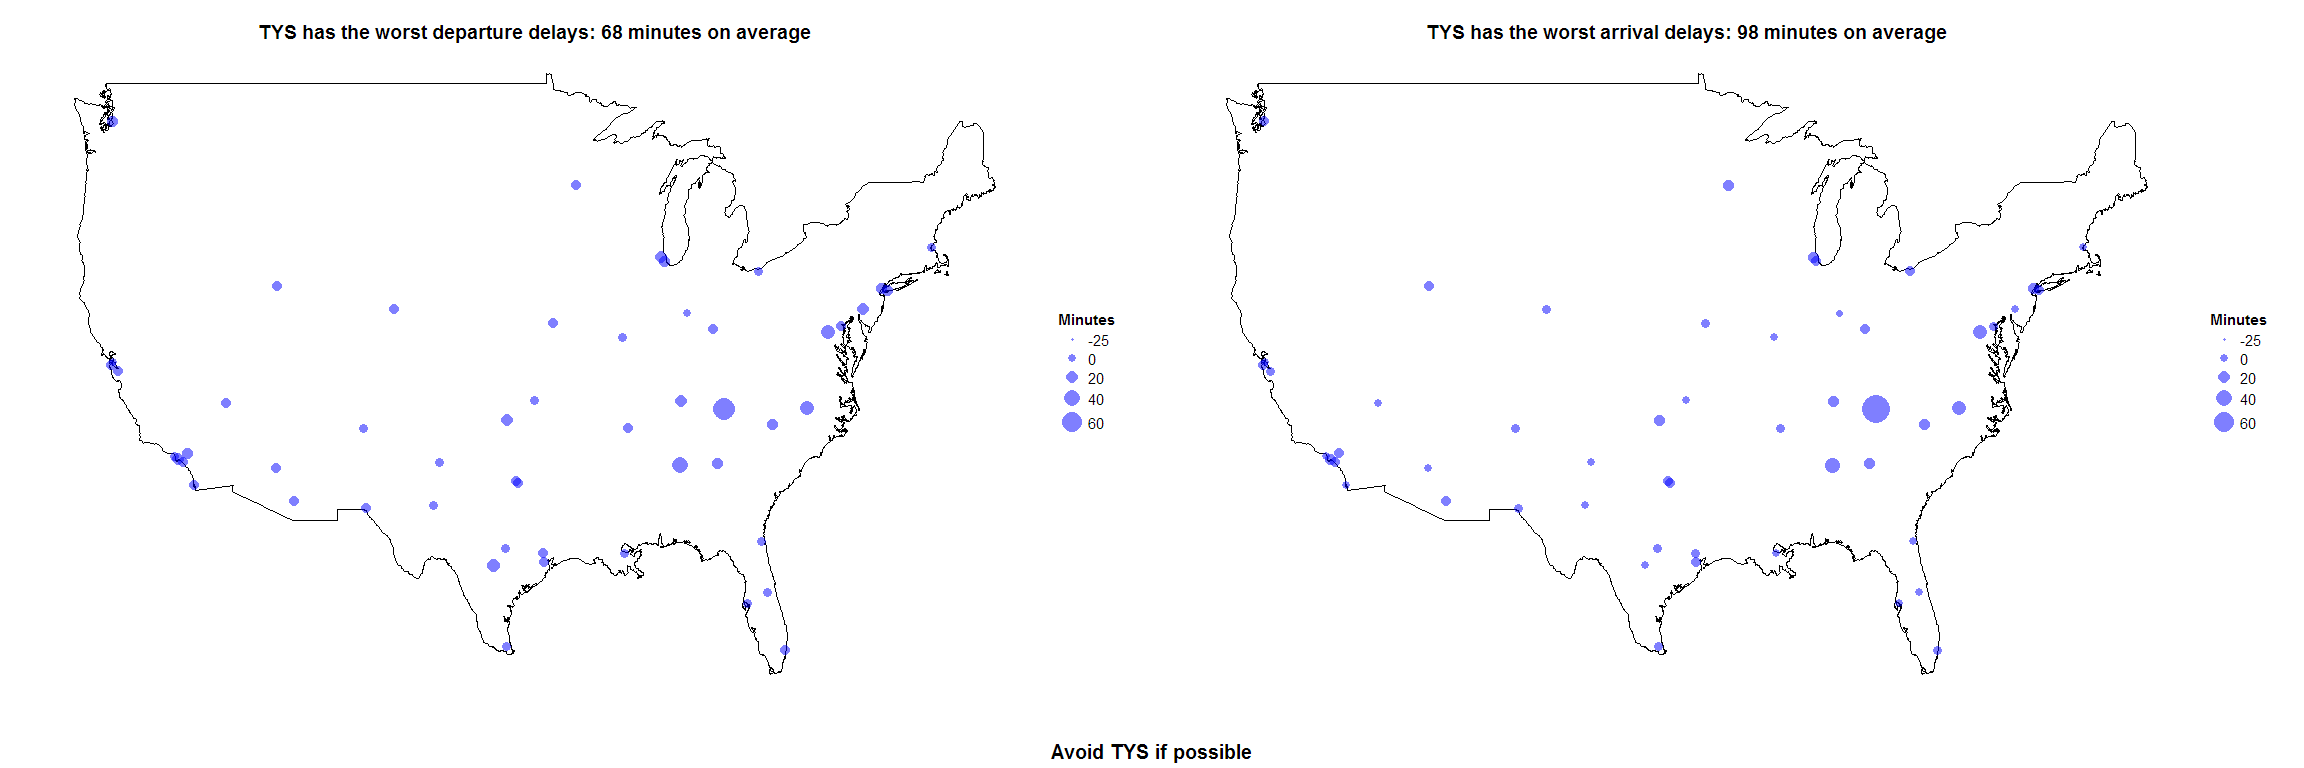 TYS has the worst departure delays: 68 minutes on average
Minutes
-25
0
20
40
60
TYS has the worst arrival delays: 98 minutes on average
Minutes
-25
0
20
40
60
Avoid TYS if possible